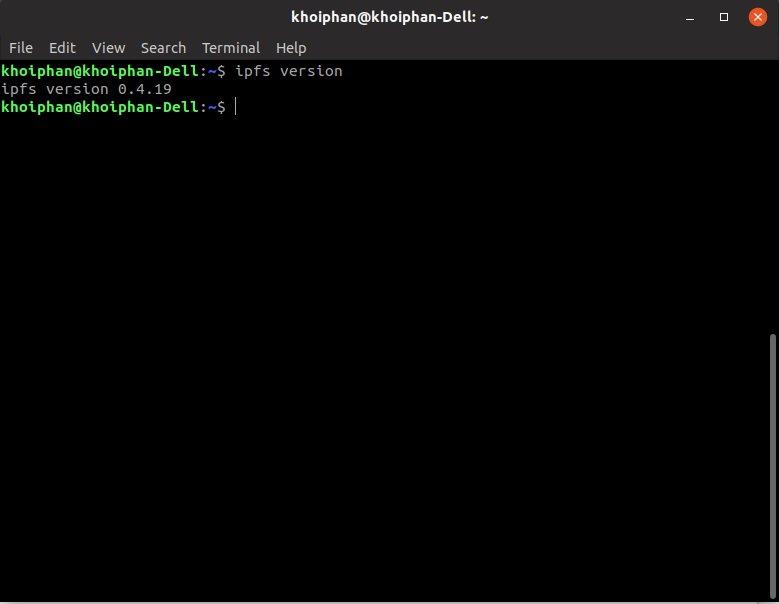 khoiphan@khoiphan-Dell: ~
File Edit View Search Terminal Help
khoiphan@khoiphan-Dell:~$ ipfs version
ipfs version 0.4.19
khoiphan@khoiphan-Dell:~$